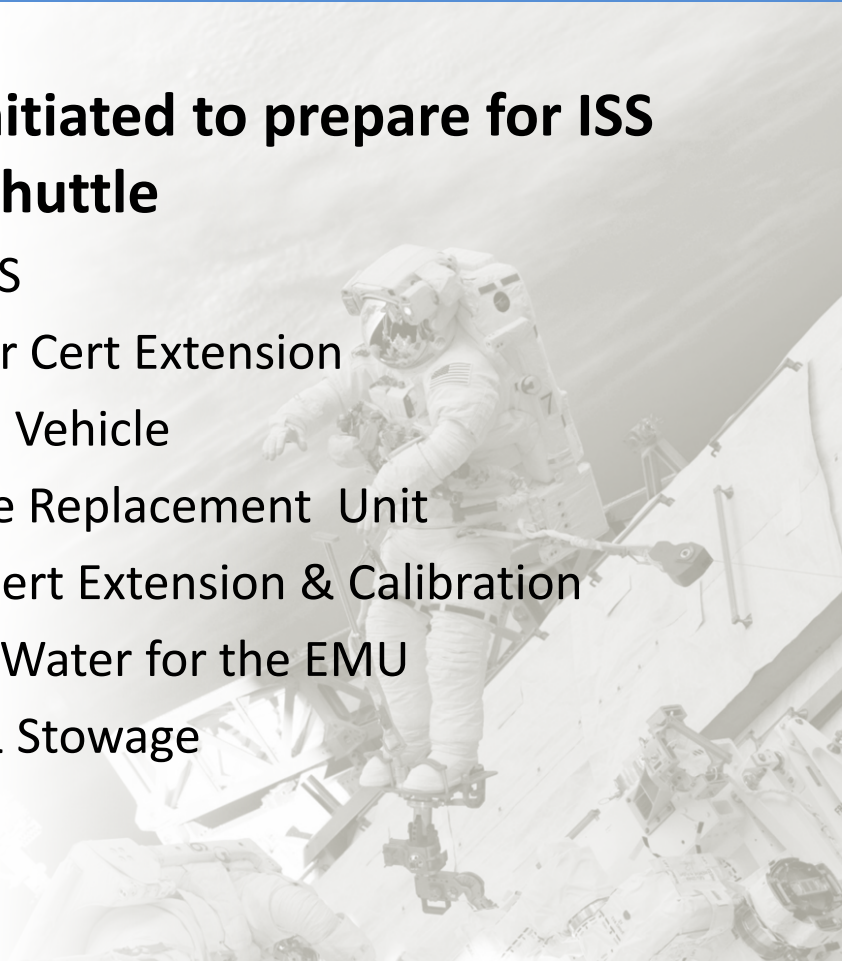 nitiated to prepare for ISS
huttle
S
r Cert Extension
Vehicle
e Replacement  Unit
ert Extension & Calibration
Water for the EMU
. Stowage